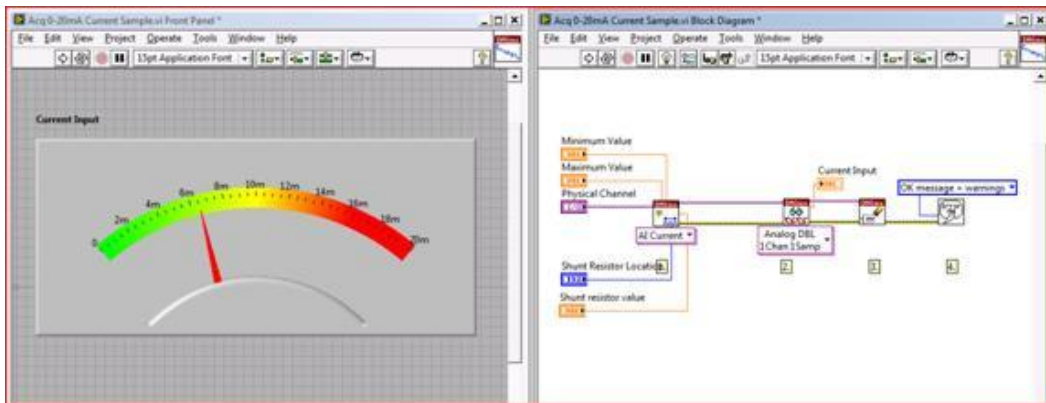 Acq 0-20mA Current Sample.vi Front Panel *
File Edit View Project Operate Tools Window Help
15pt Application Font
Current Input
0
2m
4m
6m
8m
10m
12m
14m
16m
18m
20m
Acq 0-20mA Current Sample.vi Block Diagram *
File Edit View Project Operate Tools Window Help
15pt Application Font
Minimum Value
Maximum Value
Physical Channel
AI Current
Shunt Resistor Location
Shunt resistor value
Current Input
Analog DBL
1Chan 1Samp
OK message + warnings
1.
2.
3.
4.